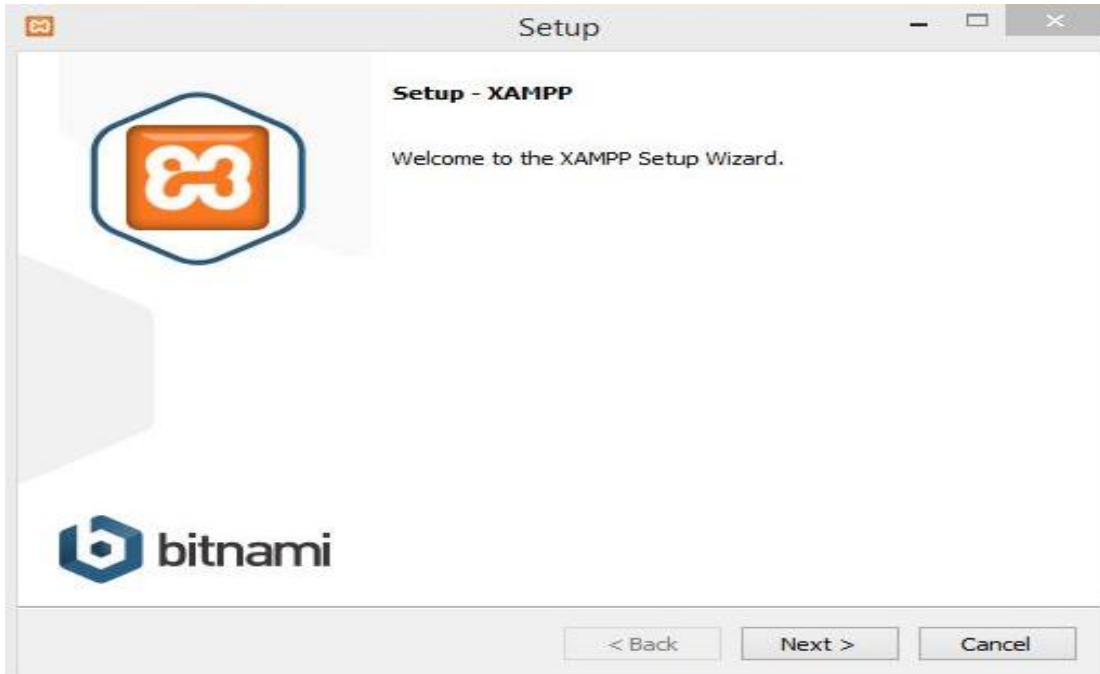 Setup
Setup - XAMPP
Welcome to the XAMPP Setup Wizard.
bitnami
< Back Next > Cancel